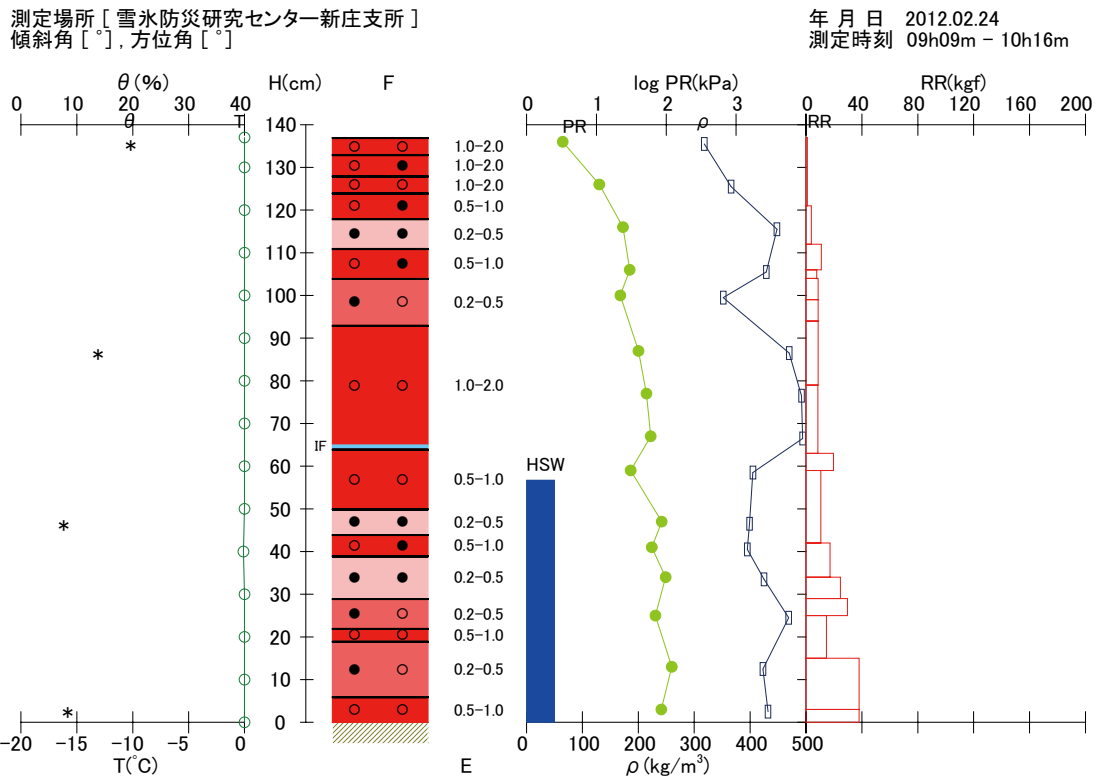 測定場所 [ 雪氷防災研究センター新庄支所 ]
傾斜角 [ ° ] , 方位角 [ ° ]
年 月 日 2012.02.24
測定時刻 09h09m - 10h16m
θ (%)
H(cm)
F
log PR(kPa)
RR(kgf)
0 10 20 30 40
0 1 2 3
0 40 80 120 160 200
θ
T
PR
ρ
RR
140
130
120
110
100
90
80
70
60
50
40
30
20
10
0
1.0-2.0
1.0-2.0
1.0-2.0
0.5-1.0
0.2-0.5
0.5-1.0
0.2-0.5
1.0-2.0
IF
HSW
0.5-1.0
0.2-0.5
0.5-1.0
0.2-0.5
0.2-0.5
0.5-1.0
0.2-0.5
0.5-1.0
-20 -15 -10 -5 0
0 100 200 300 400 500
T(°C)
E
ρ (kg/m³)